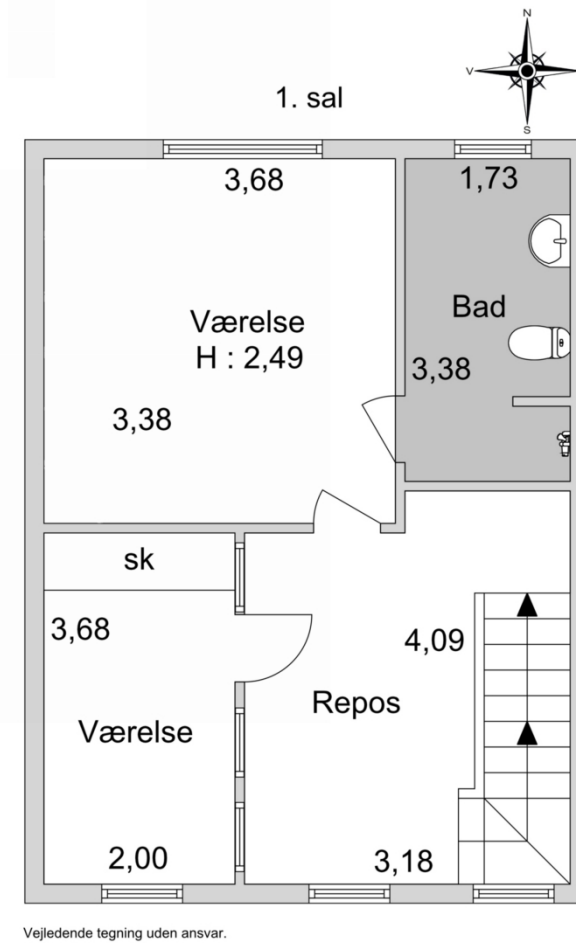 N
V
S
1. sal
3,68
1,73
Værelse
H : 2,49
Bad
3,38
3,38
sk
3,68
4,09
Repos
Værelse
2,00
3,18
Vejledende tegning uden ansvar.